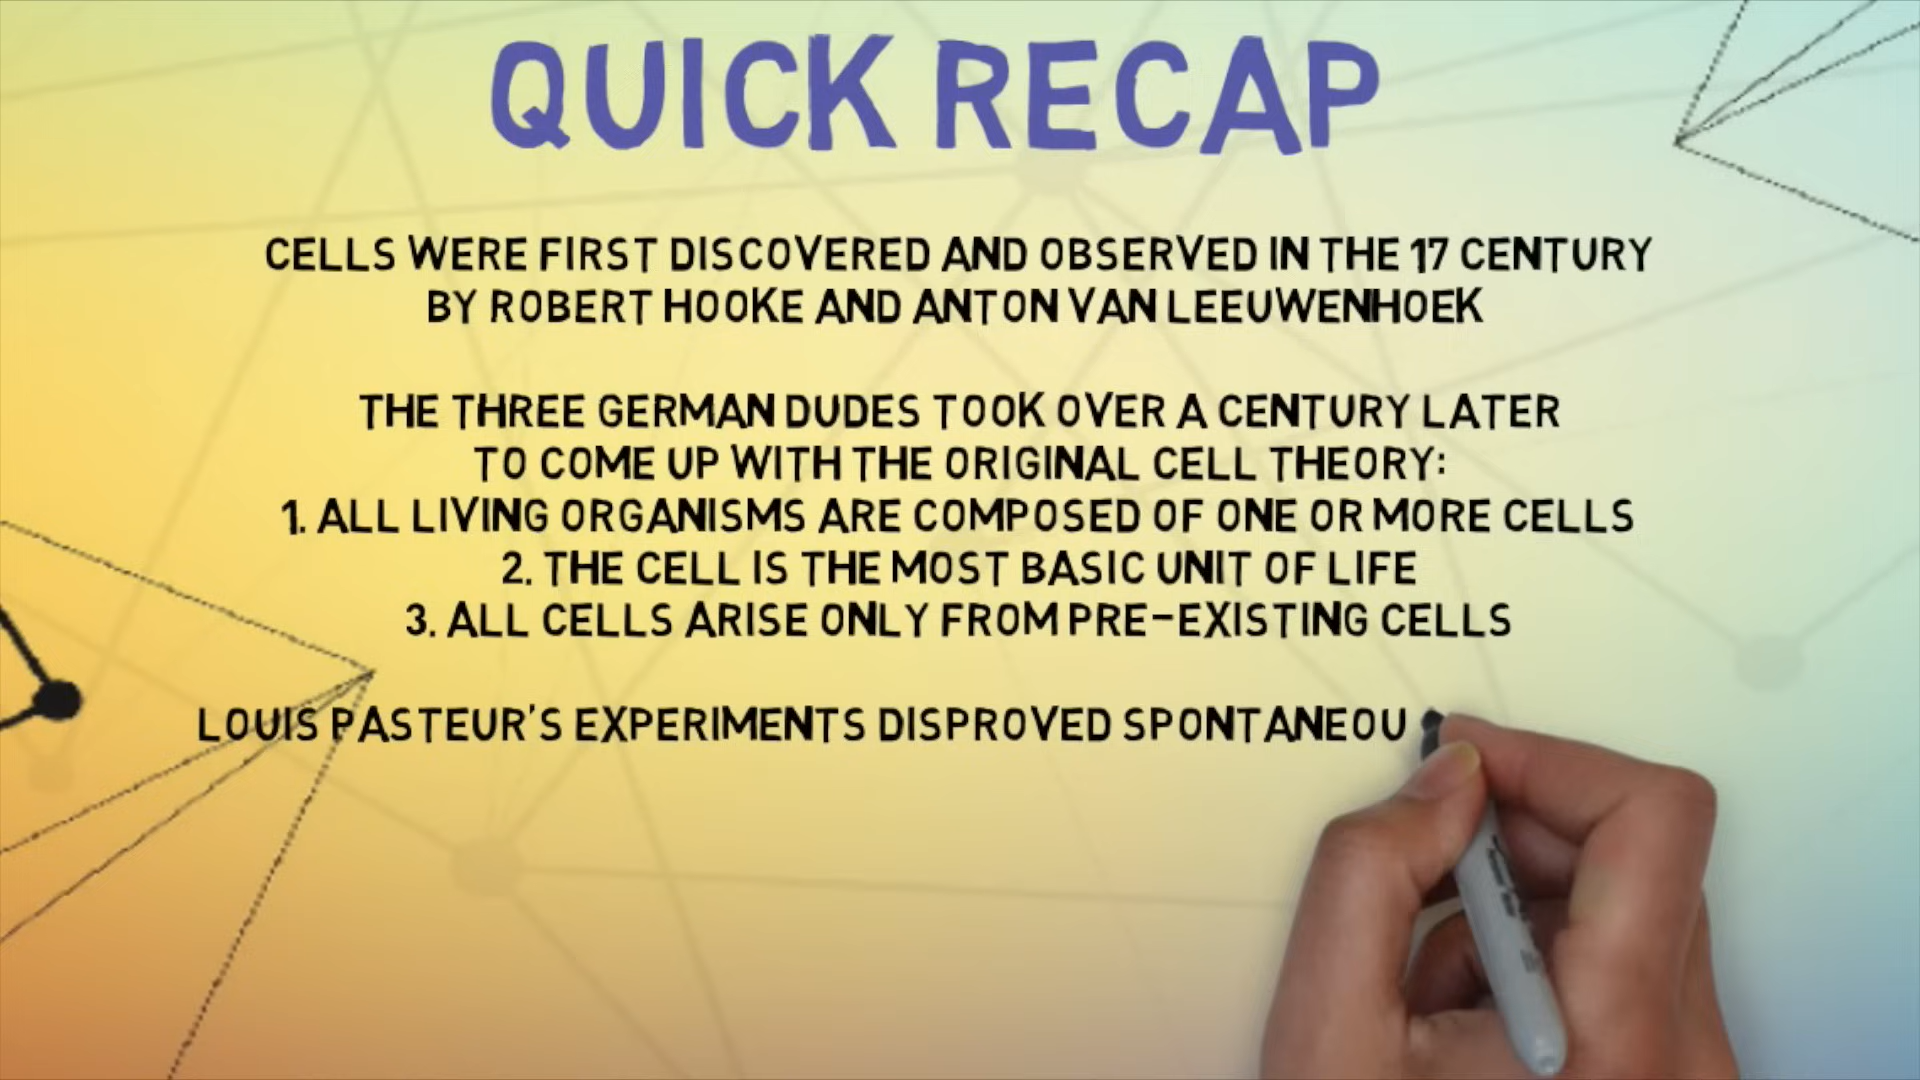 QUICK RECAP
CELLS WERE FIRST DISCOVERED AND OBSERVED IN THE 17 CENTURY
BY ROBERT HOOKE AND ANTON VAN LEEUWENHOEK
THE THREE GERMAN DUDES TOOK OVER A CENTURY LATER
TO COME UP WITH THE ORIGINAL CELL THEORY:
1. ALL LIVING ORGANISMS ARE COMPOSED OF ONE OR MORE CELLS
2. THE CELL IS THE MOST BASIC UNIT OF LIFE
3. ALL CELLS ARISE ONLY FROM PRE-EXISTING CELLS
LOUIS PASTEUR'S EXPERIMENTS DISPROVED SPONTANEOU